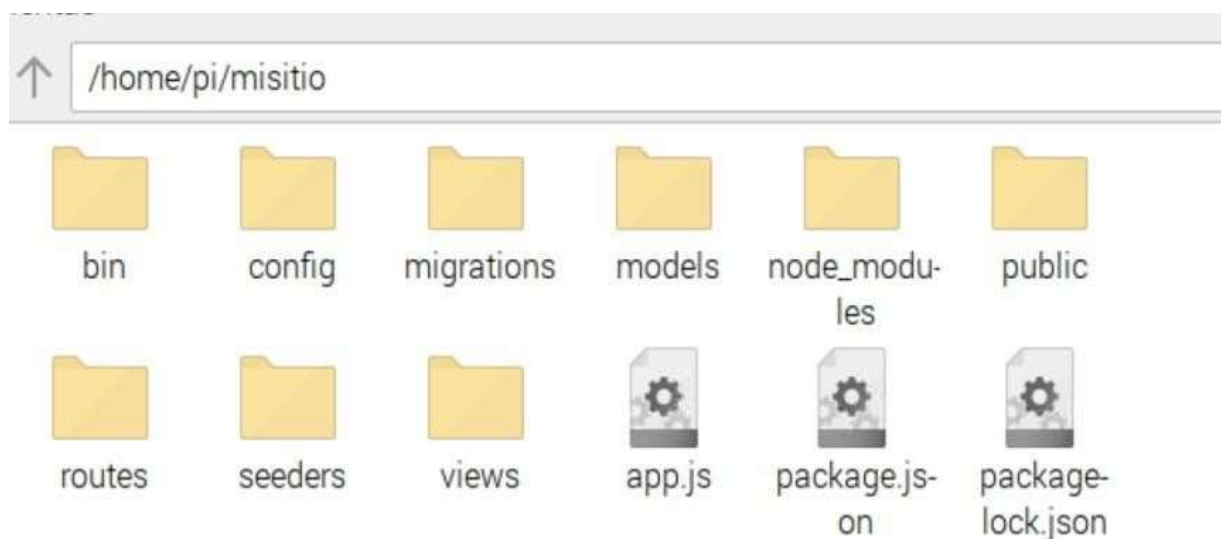 /home/pi/misitio
bin config migrations models node_modu-
les public
routes seeders views app.js package.js-
on package-
lock.json